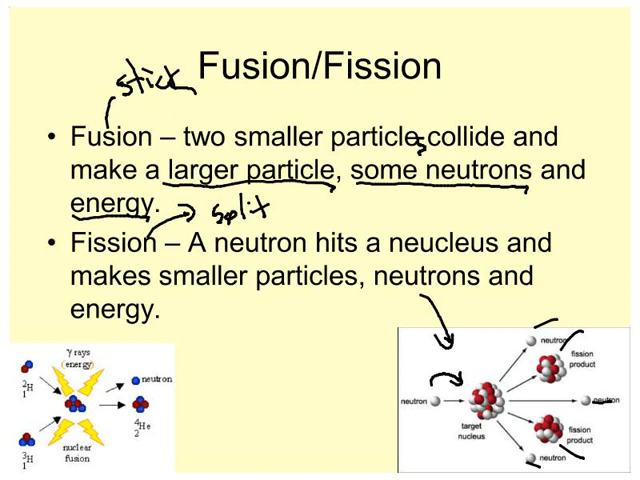 Fusion/Fission
stick
• Fusion – two smaller particles collide and
make a larger particle, some neutrons and
energy.
split
• Fission – A neutron hits a neucleus and
makes smaller particles, neutrons and
energy.
γ rays
(energy)
2
1H
neutron
4
2He
3
1H
nuclear
fusion
neutron
fission
product
neutron
target
nucleus
neutron
fission
product
neutron